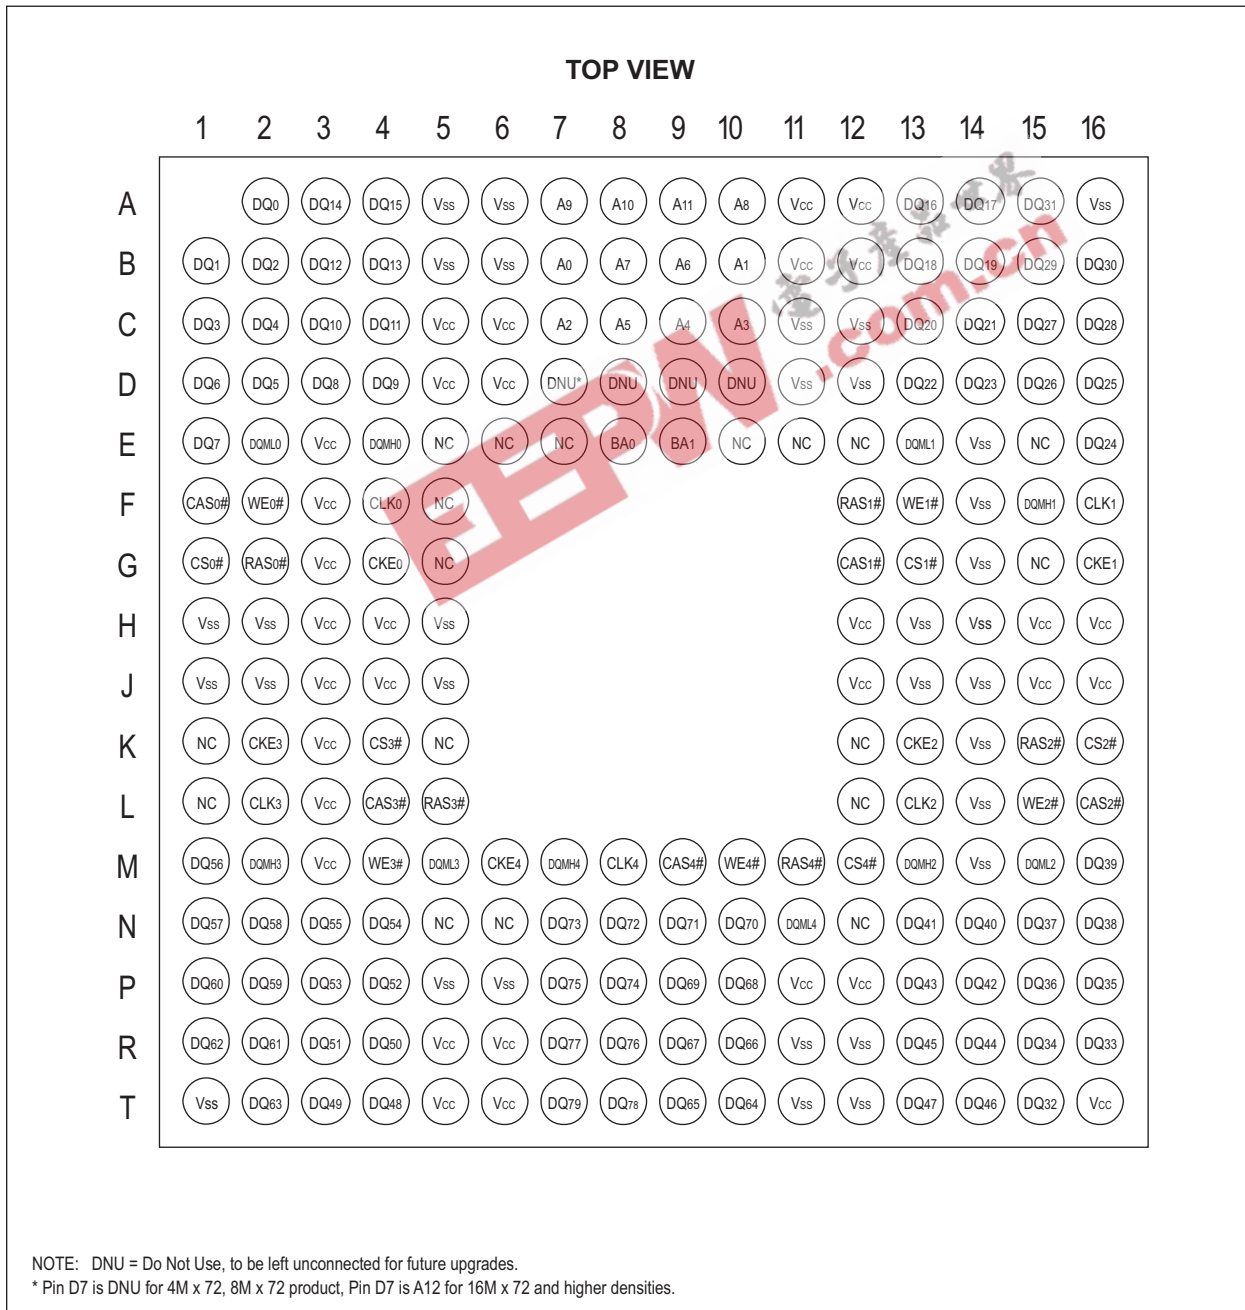 TOP VIEW
1 2 3 4 5 6 7 8 9 10 11 12 13 14 15 16
A DQ0 DQ14 DQ15 Vss Vss A9 A10 A11 A8 Vcc Vcc DQ16 DQ17 DQ31 Vss
B DQ1 DQ2 DQ12 DQ13 Vss Vss A0 A7 A6 A1 Vcc Vcc DQ18 DQ19 DQ29 DQ30
C DQ3 DQ4 DQ10 DQ11 Vcc Vcc A2 A5 A4 A3 Vss Vss DQ20 DQ21 DQ27 DQ28
D DQ6 DQ5 DQ8 DQ9 Vcc Vcc DNU* DNU DNU DNU Vss Vss DQ22 DQ23 DQ26 DQ25
E DQ7 DQML0 Vcc DQMH0 NC NC NC BA0 BA1 NC NC NC DQML1 Vss NC DQ24
F CAS0# WE0# Vcc CLK0 NC RAS1# WE1# Vss DQMH1 CLK1
G CS0# RAS0# Vcc CKE0 NC CAS1# CS1# Vss NC CKE1
H Vss Vss Vcc Vcc Vss Vcc Vss Vss Vcc Vcc
J Vss Vss Vcc Vcc Vss Vcc Vss Vss Vcc Vcc
K NC CKE3 Vcc CS3# NC NC CKE2 Vss RAS2# CS2#
L NC CLK3 Vcc CAS3# RAS3# NC CLK2 Vss WE2# CAS2#
M DQ56 DQMH3 Vcc WE3# DQML3 CKE4 DQMH4 CLK4 CAS4# WE4# RAS4# CS4# DQMH2 Vss DQML2 DQ39
N DQ57 DQ58 DQ55 DQ54 NC NC DQ73 DQ72 DQ71 DQ70 DQML4 NC DQ41 DQ40 DQ37 DQ38
P DQ60 DQ59 DQ53 DQ52 Vss Vss DQ75 DQ74 DQ69 DQ68 Vcc Vcc DQ43 DQ42 DQ36 DQ35
R DQ62 DQ61 DQ51 DQ50 Vcc Vcc DQ77 DQ76 DQ67 DQ66 Vss Vss DQ45 DQ44 DQ34 DQ33
T Vss DQ63 DQ49 DQ48 Vcc Vcc DQ79 DQ78 DQ65 DQ64 Vss Vss DQ47 DQ46 DQ32 Vcc
EEPW.com.cn
电子产品世界
NOTE: DNU = Do Not Use, to be left unconnected for future upgrades.
* Pin D7 is DNU for 4M x 72, 8M x 72 product, Pin D7 is A12 for 16M x 72 and higher densities.